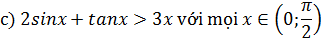 c) 2sinx + tanx > 3x với mọi x ∈ (0; π/2)